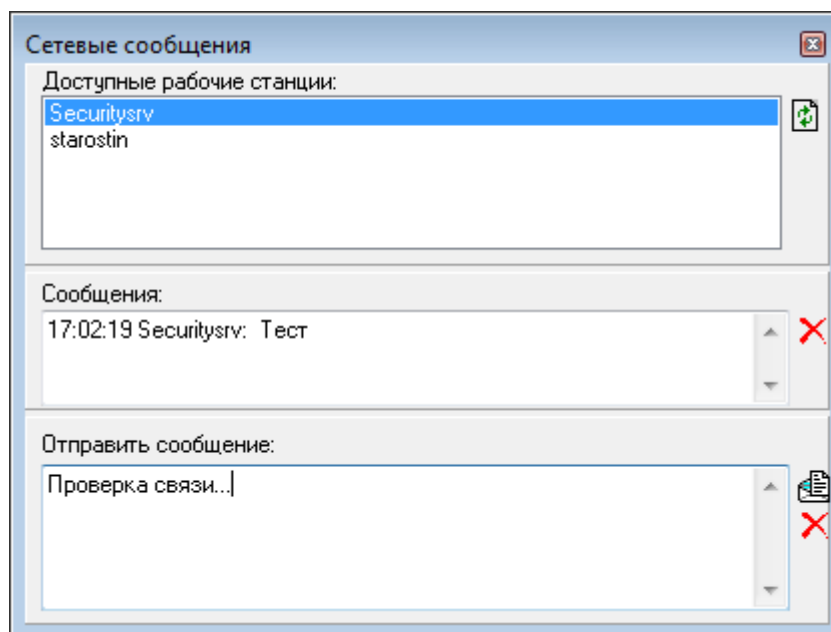 Сетевые сообщения
Доступные рабочие станции:
Securitysrv
starostin
Сообщения:
17:02:19 Securitysrv:  Тест
Отправить сообщение:
Проверка связи...